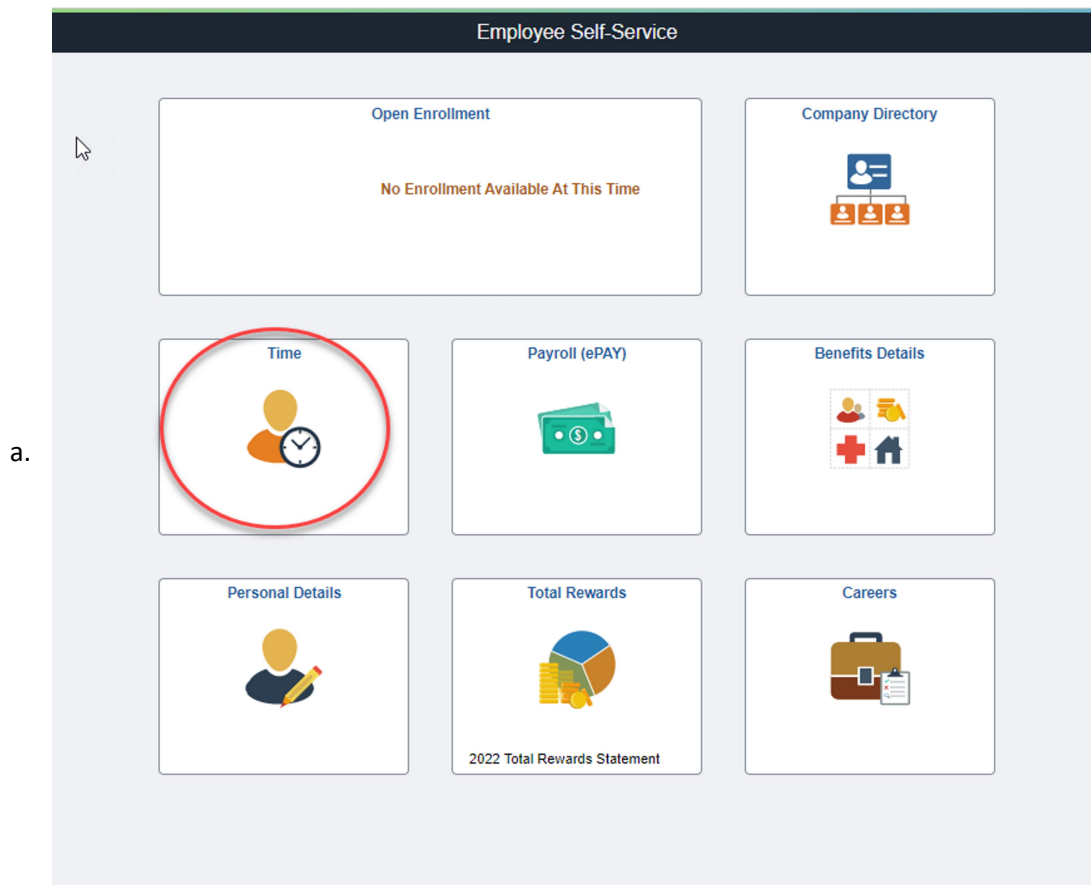 Employee Self-Service
Open Enrollment
Company Directory
No Enrollment Available At This Time
Time
Payroll (ePAY)
Benefits Details
a.
Personal Details
Total Rewards
Careers
2022 Total Rewards Statement